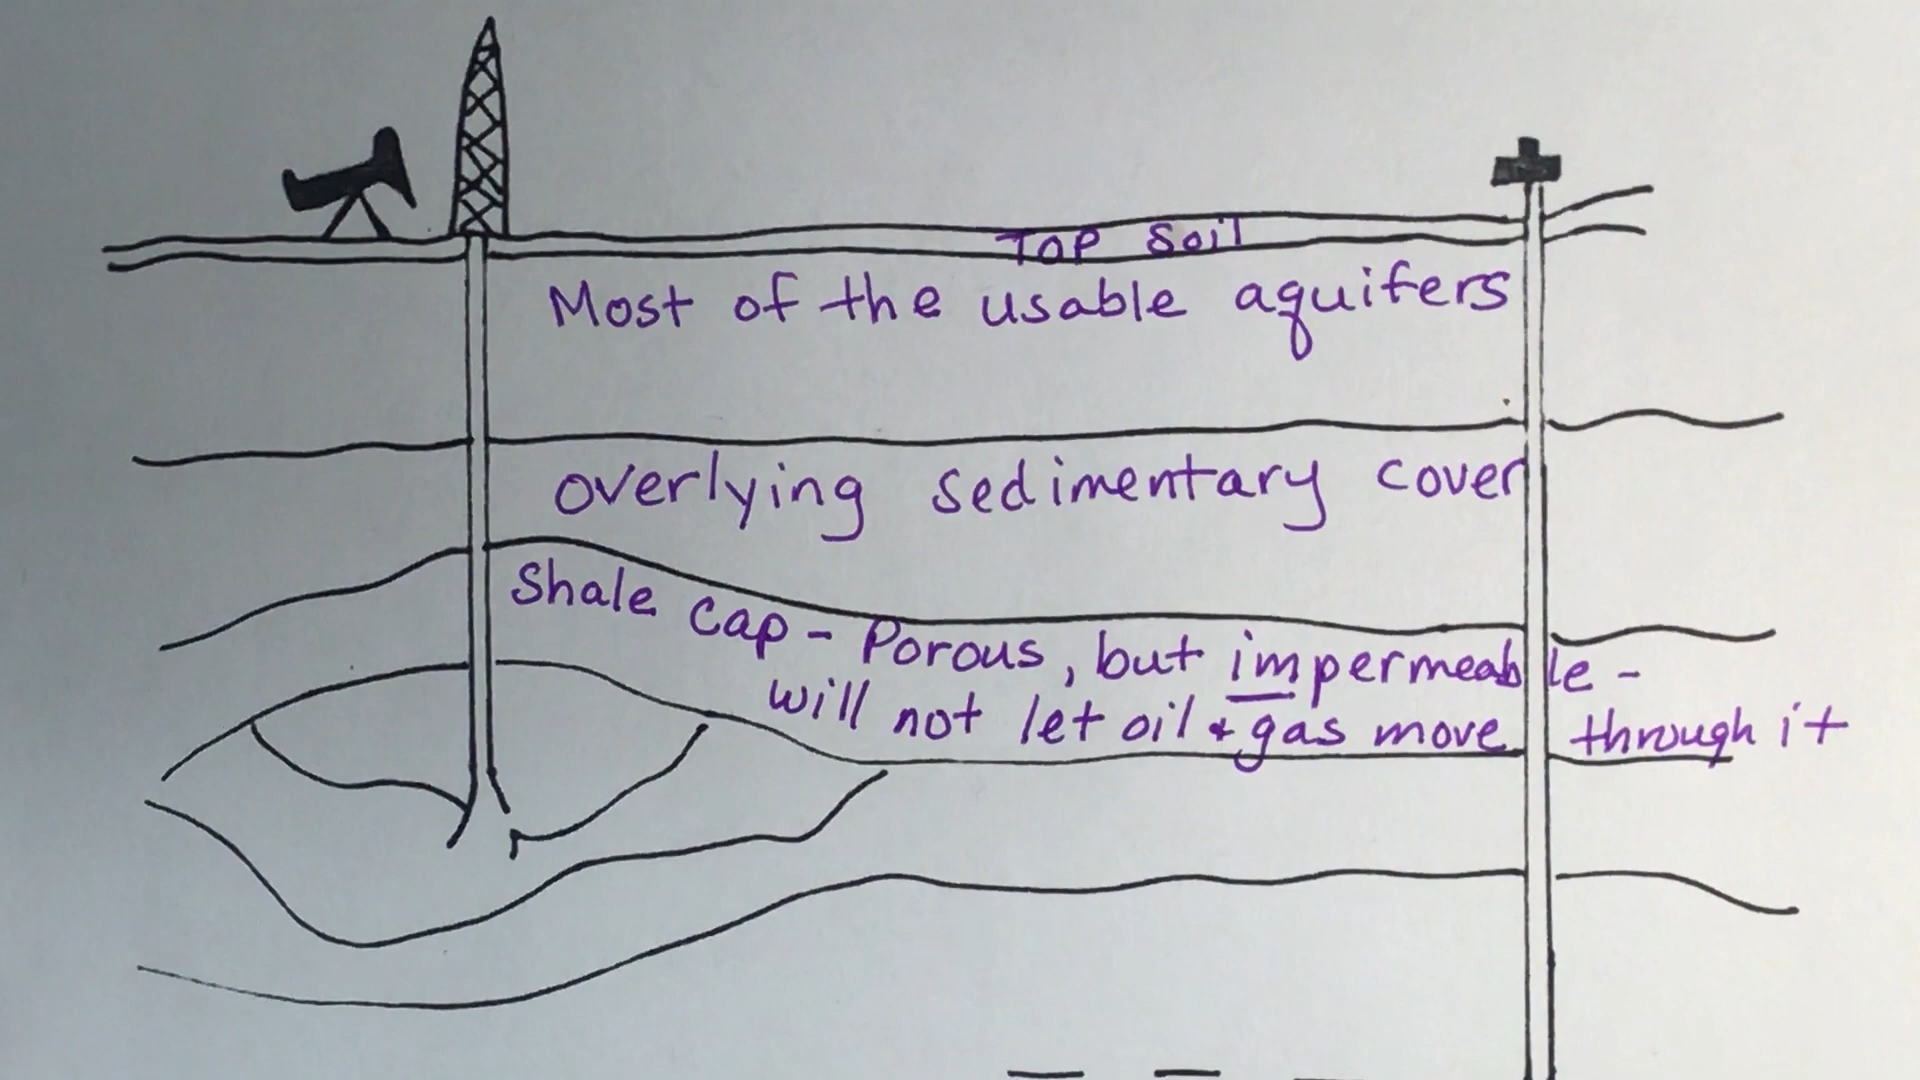 Top Soil
Most of the usable aquifers
overlying sedimentary cover
Shale cap - Porous, but impermeable -
will not let oil & gas move through it